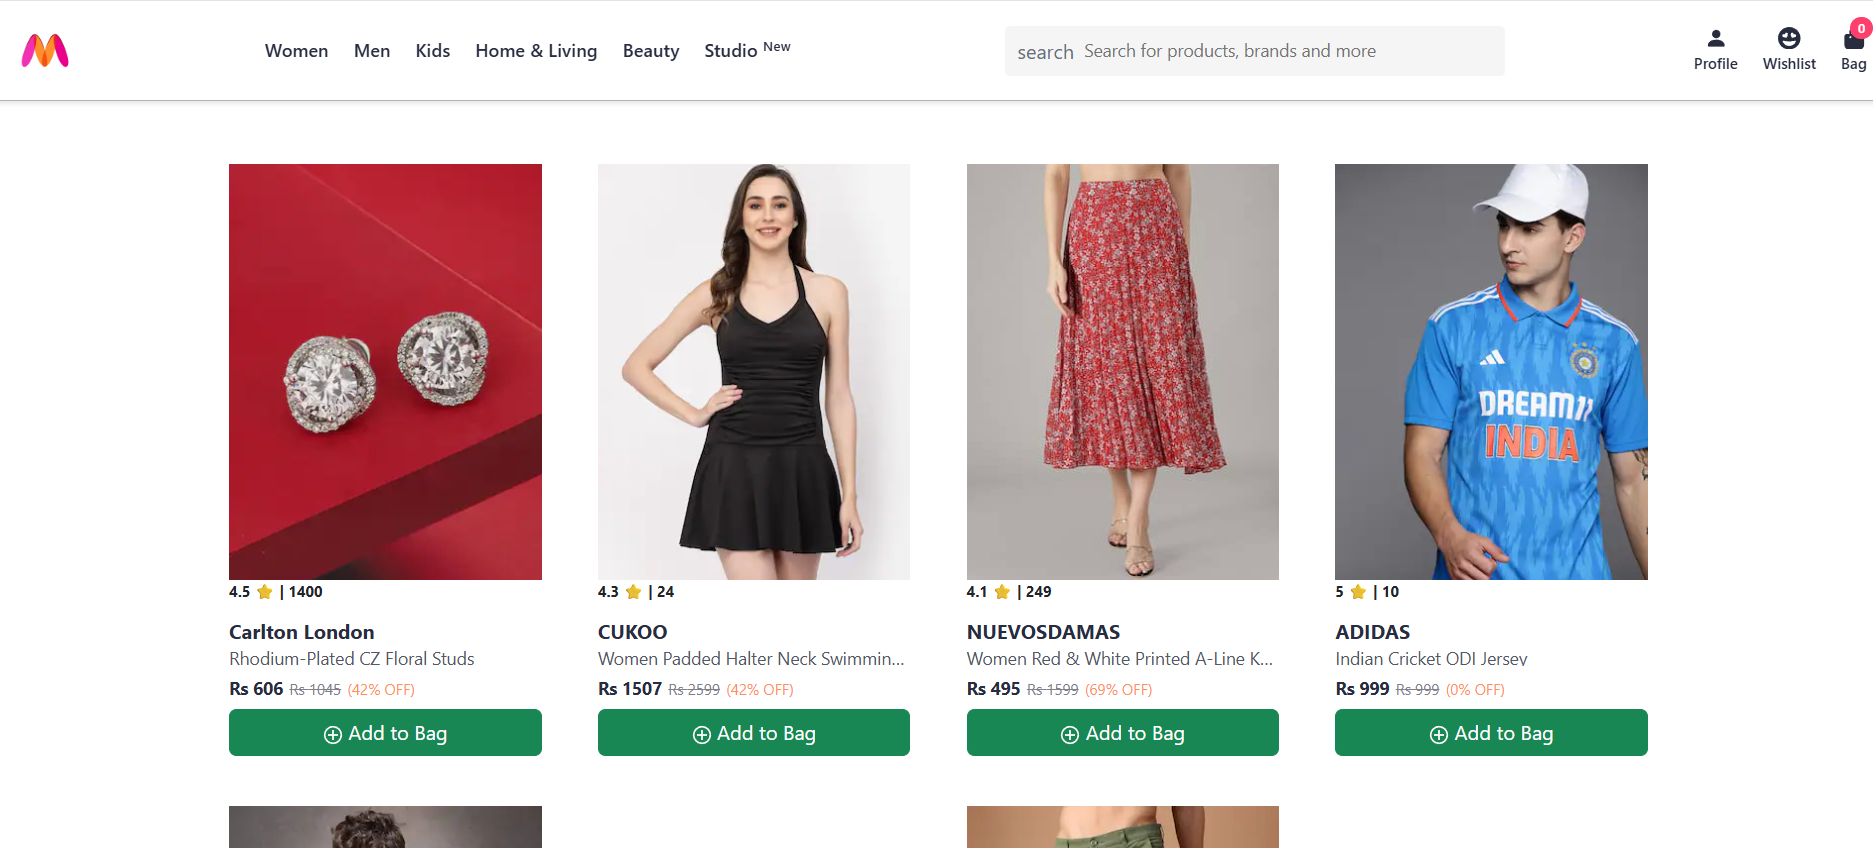 Women Men Kids Home & Living Beauty Studio New
search Search for products, brands and more
Profile Wishlist Bag 0
DREAM11
INDIA
4.5 ⭐ | 1400
Carlton London
Rhodium-Plated CZ Floral Studs
Rs 606 Rs 1045 (42% OFF)
Add to Bag
4.3 ⭐ | 24
CUKOO
Women Padded Halter Neck Swimmin...
Rs 1507 Rs 2599 (42% OFF)
Add to Bag
4.1 ⭐ | 249
NUEVOSDAMAS
Women Red & White Printed A-Line K...
Rs 495 Rs 1599 (69% OFF)
Add to Bag
5 ⭐ | 10
ADIDAS
Indian Cricket ODI Jersey
Rs 999 Rs 999 (0% OFF)
Add to Bag